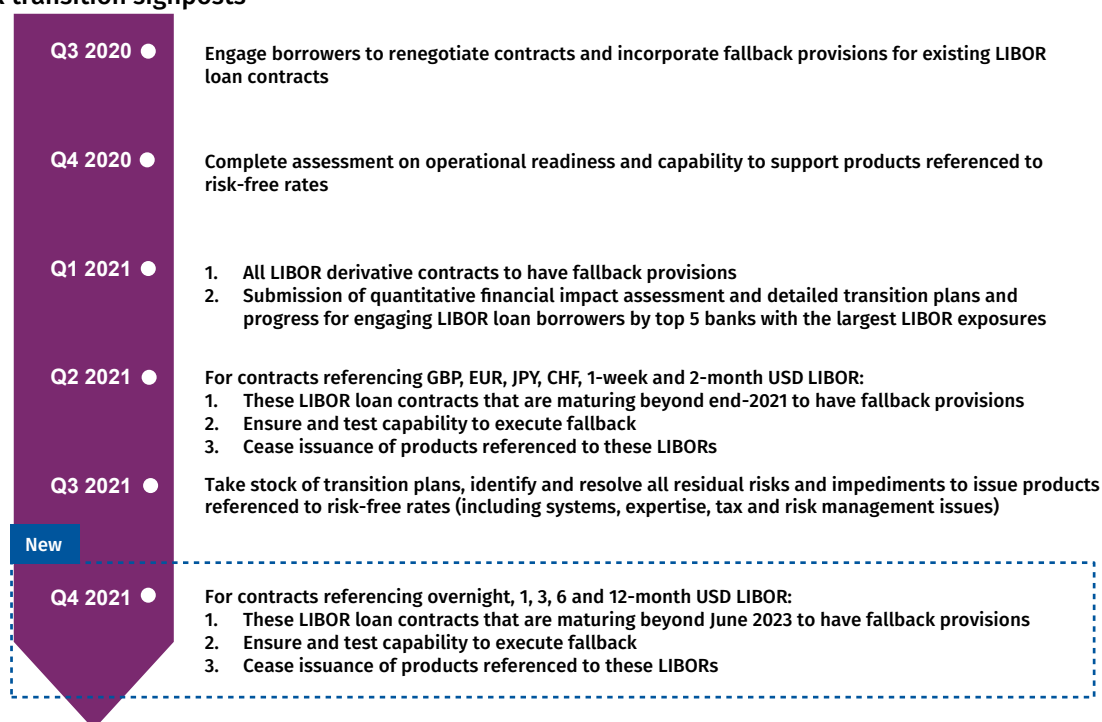 transition signposts
Q3 2020
Engage borrowers to renegotiate contracts and incorporate fallback provisions for existing LIBOR
loan contracts
Q4 2020
Complete assessment on operational readiness and capability to support products referenced to
risk-free rates
Q1 2021
1. All LIBOR derivative contracts to have fallback provisions
2. Submission of quantitative financial impact assessment and detailed transition plans and
progress for engaging LIBOR loan borrowers by top 5 banks with the largest LIBOR exposures
Q2 2021
For contracts referencing GBP, EUR, JPY, CHF, 1-week and 2-month USD LIBOR:
1. These LIBOR loan contracts that are maturing beyond end-2021 to have fallback provisions
2. Ensure and test capability to execute fallback
3. Cease issuance of products referenced to these LIBORs
Q3 2021
Take stock of transition plans, identify and resolve all residual risks and impediments to issue products
referenced to risk-free rates (including systems, expertise, tax and risk management issues)
New
Q4 2021
For contracts referencing overnight, 1, 3, 6 and 12-month USD LIBOR:
1. These LIBOR loan contracts that are maturing beyond June 2023 to have fallback provisions
2. Ensure and test capability to execute fallback
3. Cease issuance of products referenced to these LIBORs